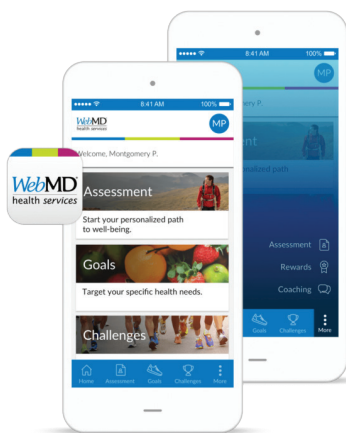 WebMD
health services
8:41 AM
100%
WebMD
health services
MP
Welcome, Montgomery P.
Assessment
Start your personalized path
to well-being.
Goals
Target your specific health needs.
Challenges
Home Assessment Goals Challenges More
8:41 AM
100%
MP
ery P.
ent
nalized path
Assessment
Rewards
Coaching
Goals Challenges More